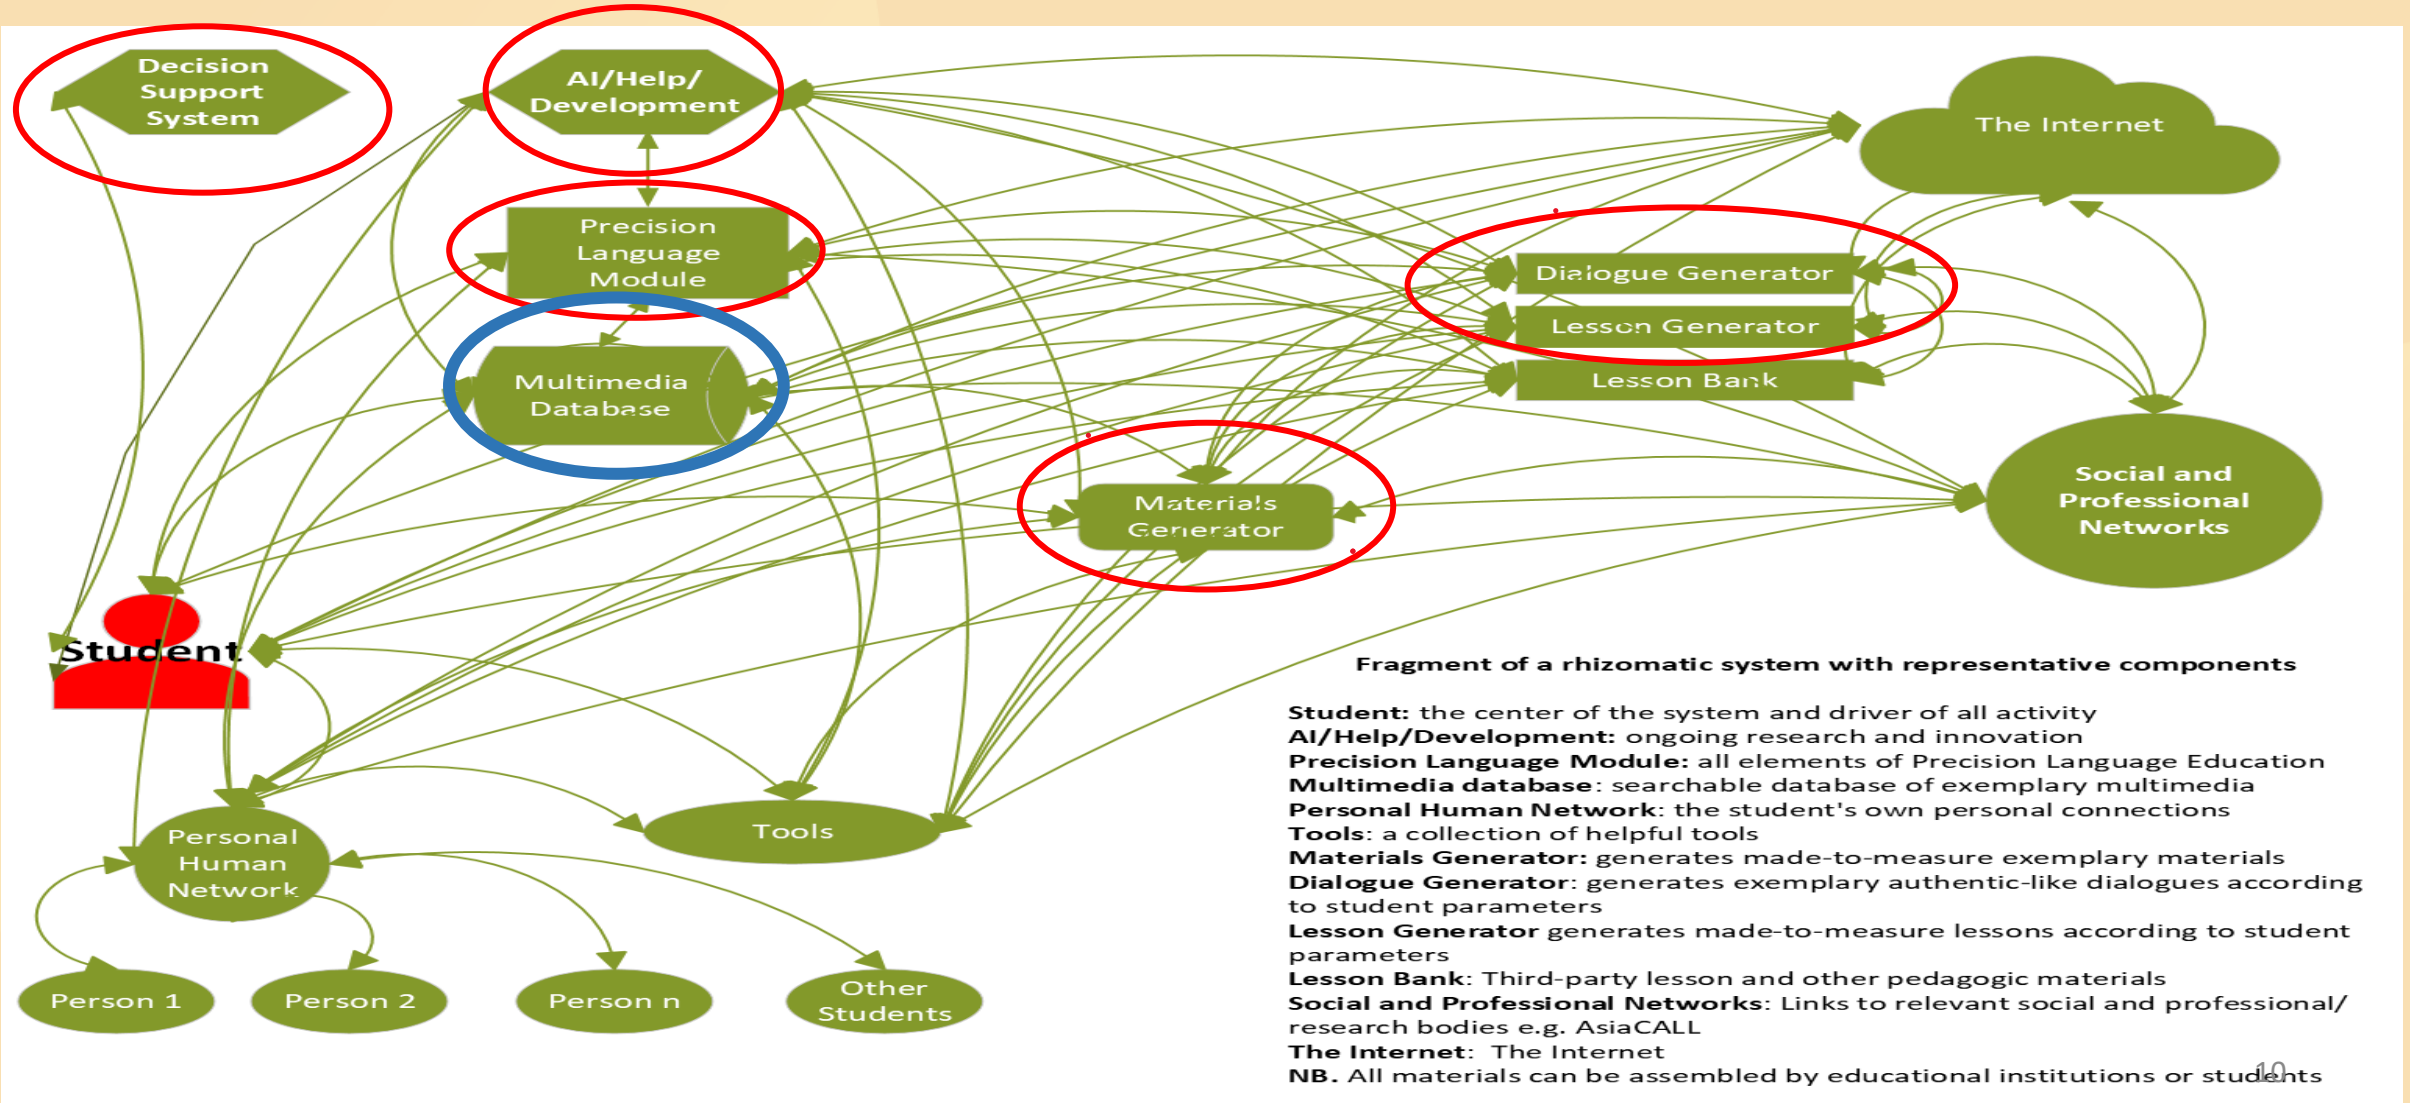 Decision
Support
System
AI/Help/
Development
The Internet
Precision
Language
Module
Dialogue Generator
Lesson Generator
Lesson Bank
Multimedia
Database
Materials
Generator
Social and
Professional
Networks
Student
Personal
Human
Network
Tools
Person 1
Person 2
Person n
Other
Students
Fragment of a rhizomatic system with representative components
Student: the center of the system and driver of all activity
AI/Help/Development: ongoing research and innovation
Precision Language Module: all elements of Precision Language Education
Multimedia database: searchable database of exemplary multimedia
Personal Human Network: the student's own personal connections
Tools: a collection of helpful tools
Materials Generator: generates made-to-measure exemplary materials
Dialogue Generator: generates exemplary authentic-like dialogues according
to student parameters
Lesson Generator generates made-to-measure lessons according to student
parameters
Lesson Bank: Third-party lesson and other pedagogic materials
Social and Professional Networks: Links to relevant social and professional/
research bodies e.g. AsiaCALL
The Internet:  The Internet
NB. All materials can be assembled by educational institutions or students
10